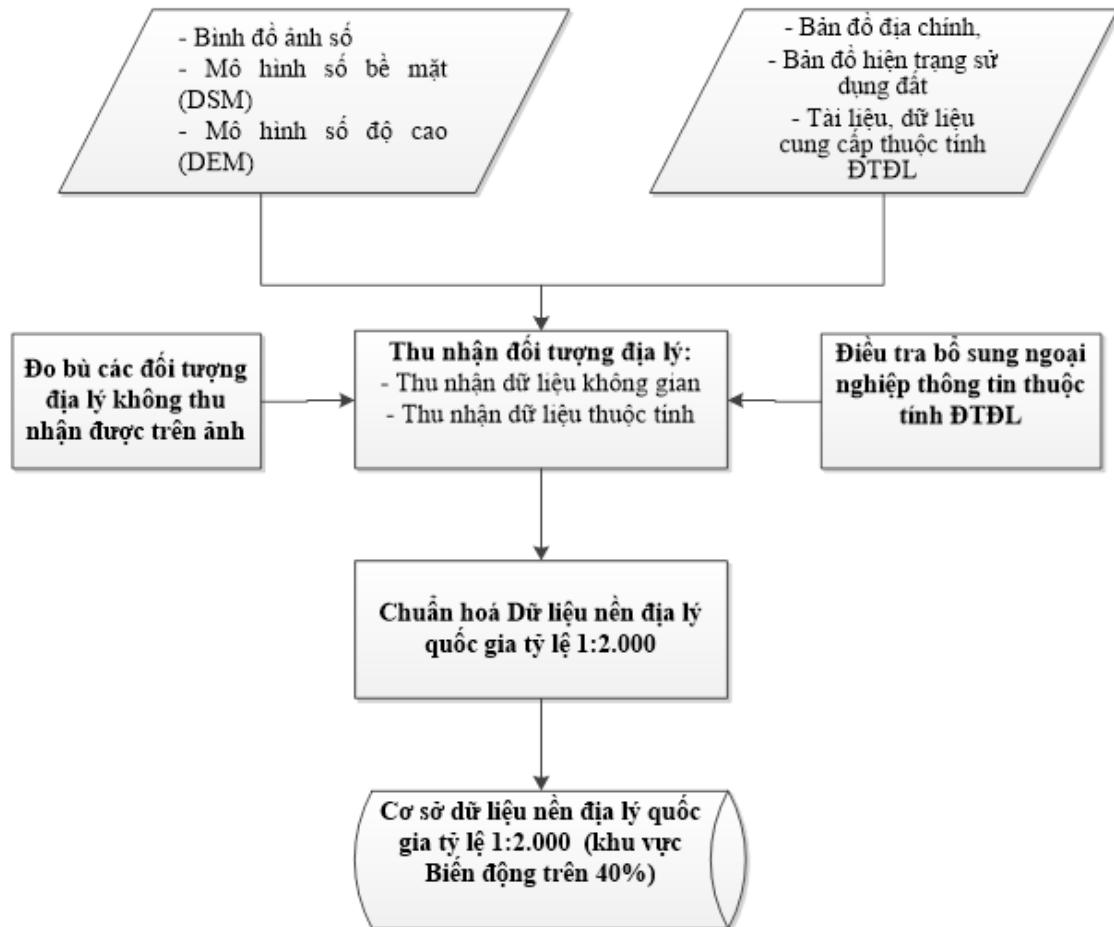 - Bình đồ ảnh số
- Mô hình số bề mặt
(DSM)
- Mô hình số độ cao
(DEM)
- Bản đồ địa chính,
- Bản đồ hiện trạng sử
dụng đất
- Tài liệu, dữ liệu
cung cấp thuộc tính
ĐTĐL
Đo bù các đối tượng
địa lý không thu
nhận được trên ảnh
Thu nhận đối tượng địa lý:
- Thu nhận dữ liệu không gian
- Thu nhận dữ liệu thuộc tính
Điều tra bổ sung ngoại
nghiệp thông tin thuộc
tính ĐTĐL
Chuẩn hoá Dữ liệu nền địa lý
quốc gia tỷ lệ 1:2.000
Cơ sở dữ liệu nền địa lý quốc
gia tỷ lệ 1:2.000 (khu vực
Biến động trên 40%)